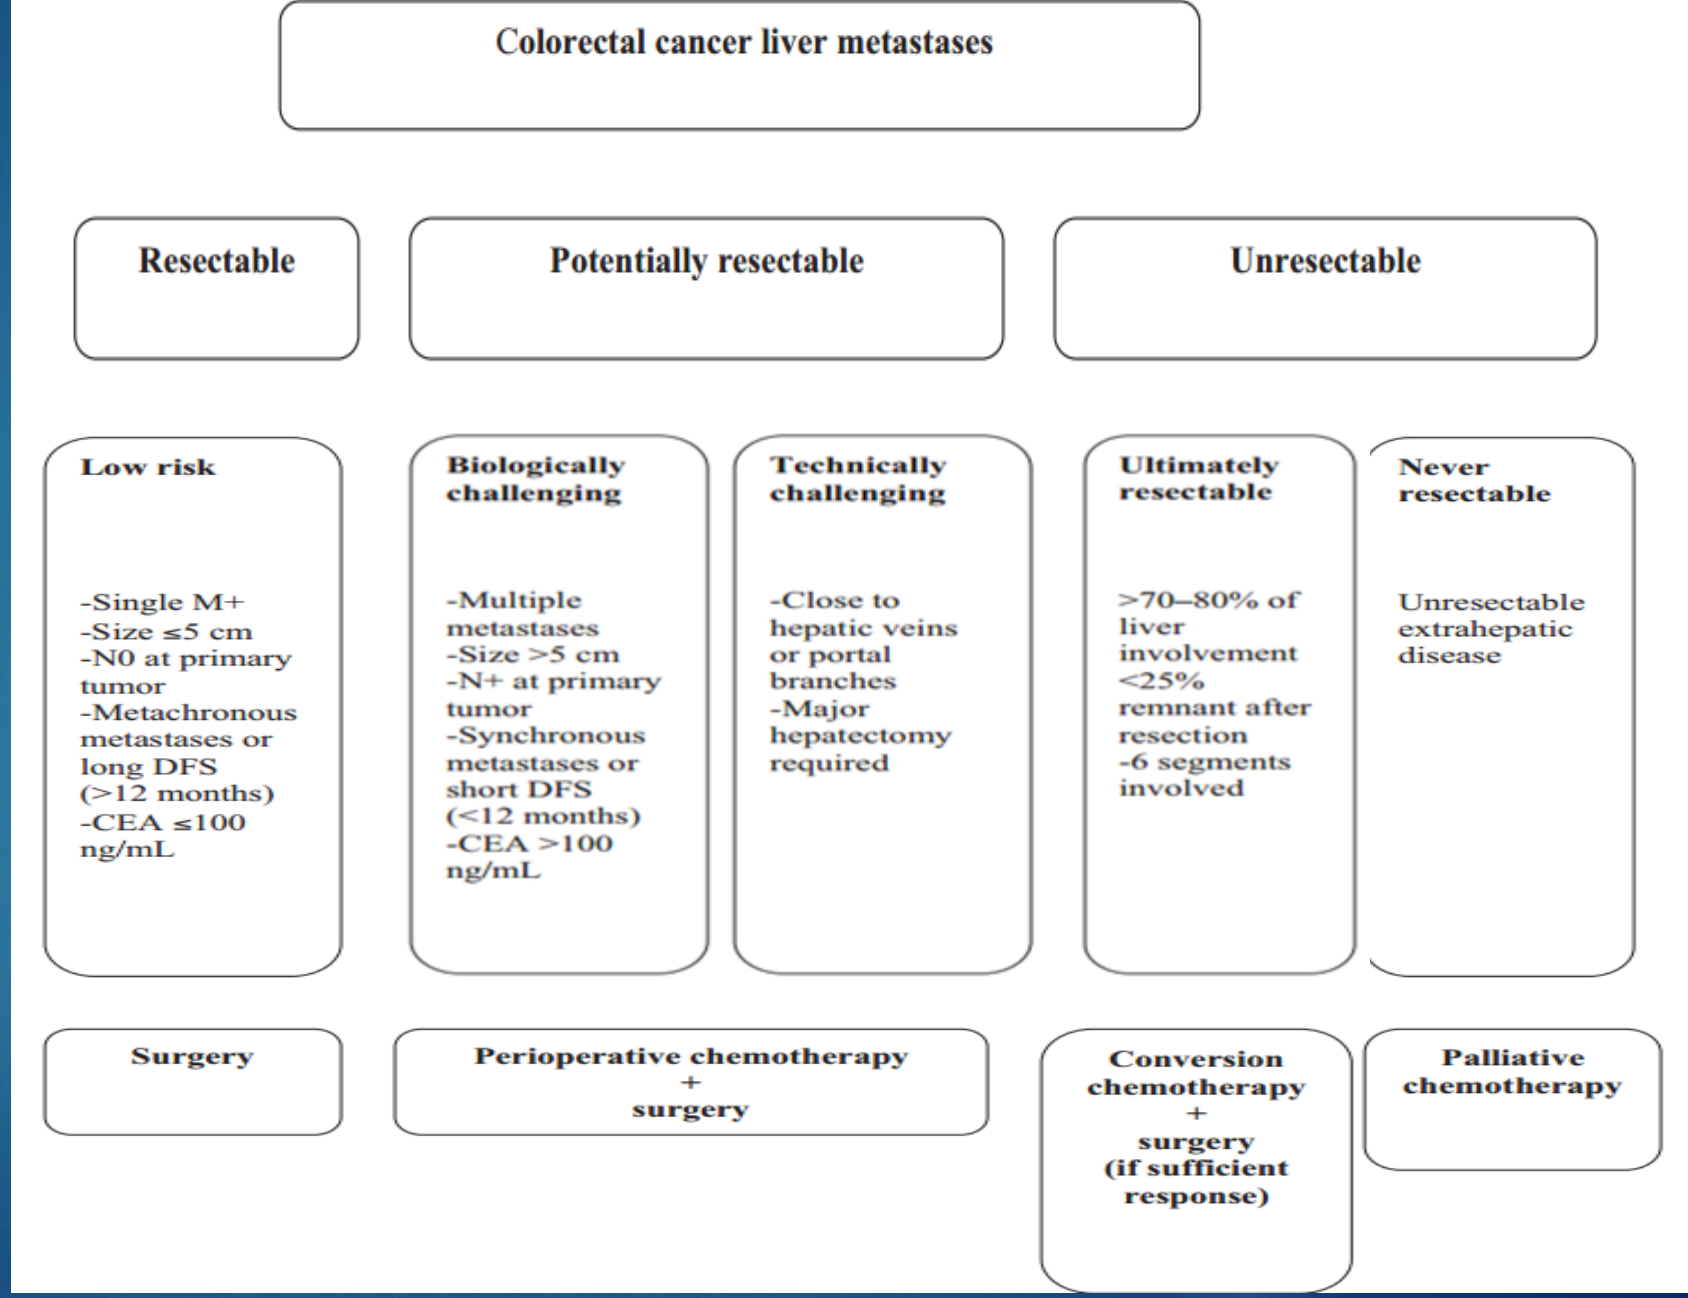 Colorectal cancer liver metastases
Resectable
Potentially resectable
Unresectable
Low risk
-Single M+
-Size ≤5 cm
-N0 at primary
tumor
-Metachronous
metastases or
long DFS
(>12 months)
-CEA ≤100
ng/mL
Biologically
challenging
-Multiple
metastases
-Size >5 cm
-N+ at primary
tumor
-Synchronous
metastases or
short DFS
(<12 months)
-CEA >100
ng/mL
Technically
challenging
-Close to
hepatic veins
or portal
branches
-Major
hepatectomy
required
Ultimately
resectable
>70–80% of
liver
involvement
<25%
remnant after
resection
-6 segments
involved
Never
resectable
Unresectable
extrahepatic
disease
Surgery
Perioperative chemotherapy
+
surgery
Conversion
chemotherapy
+
surgery
(if sufficient
response)
Palliative
chemotherapy